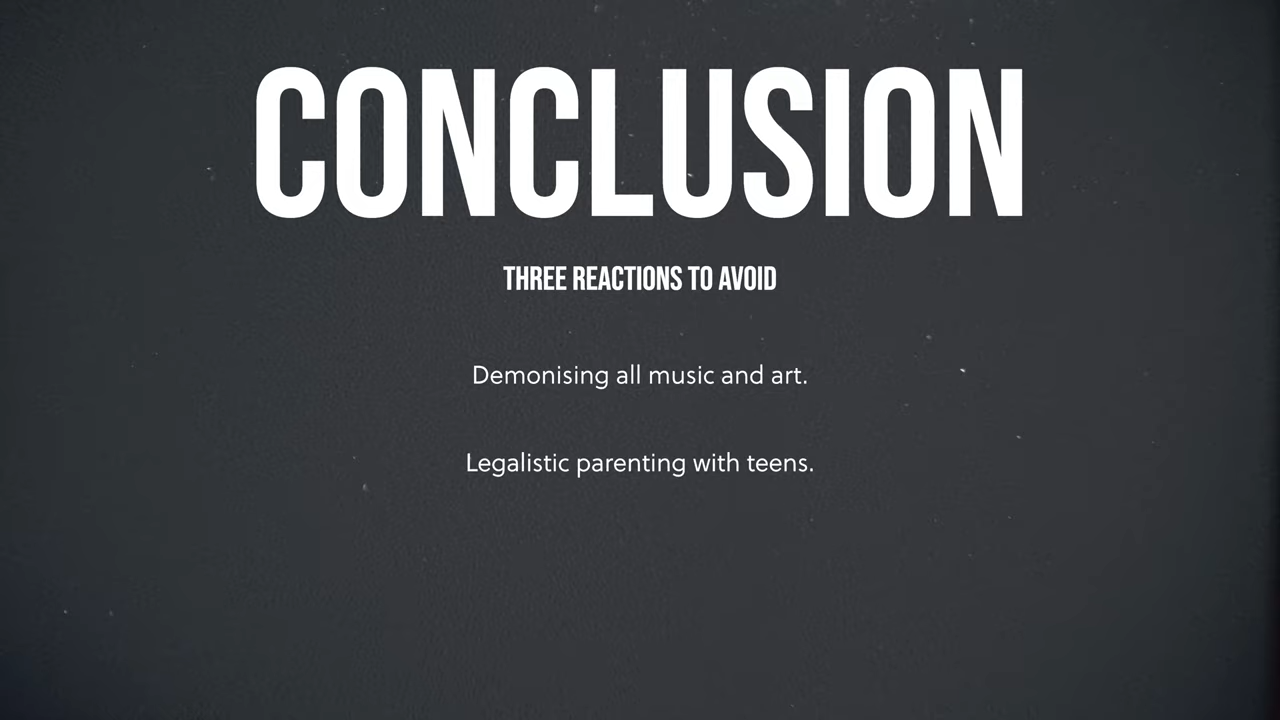 CONCLUSION
THREE REACTIONS TO AVOID
Demonising all music and art.
Legalistic parenting with teens.